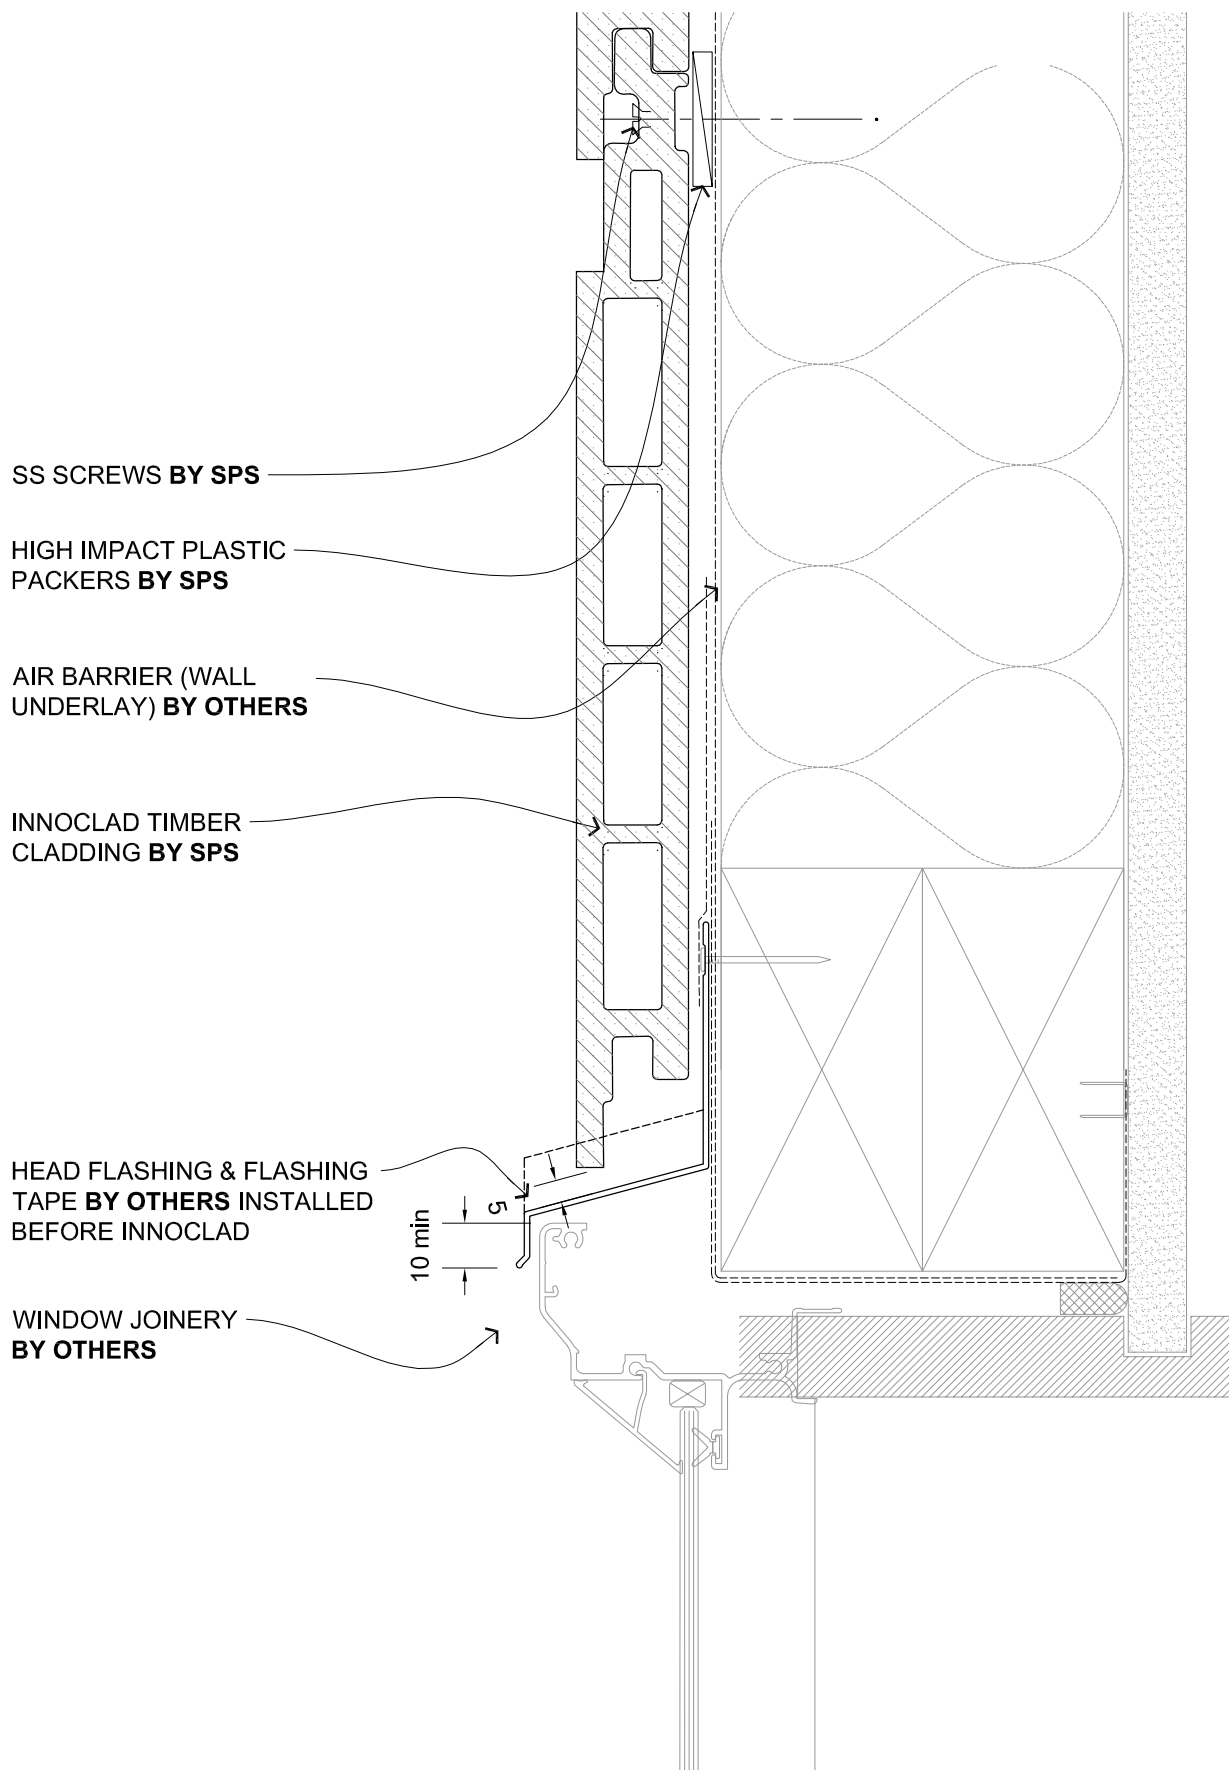 SS SCREWS BY SPS
HIGH IMPACT PLASTIC
PACKERS BY SPS
AIR BARRIER (WALL
UNDERLAY) BY OTHERS
INNOCLAD TIMBER
CLADDING BY SPS
HEAD FLASHING & FLASHING
TAPE BY OTHERS INSTALLED
BEFORE INNOCLAD
5
10 min
WINDOW JOINERY
BY OTHERS